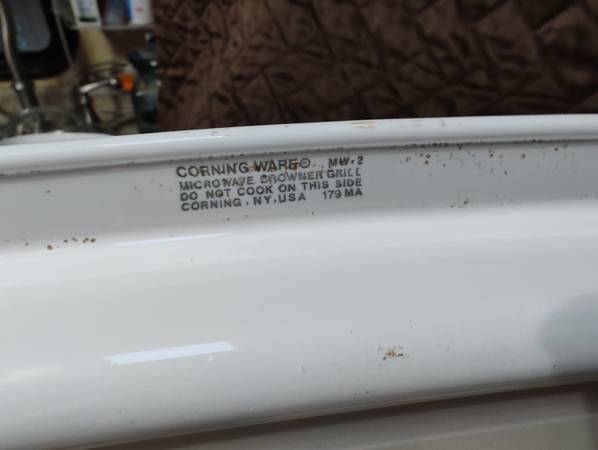 CORNING WARE® MW-2
MICROWAVE BROWNER GRILL
DO NOT COOK ON THIS SIDE
CORNING, NY, USA 179 MA